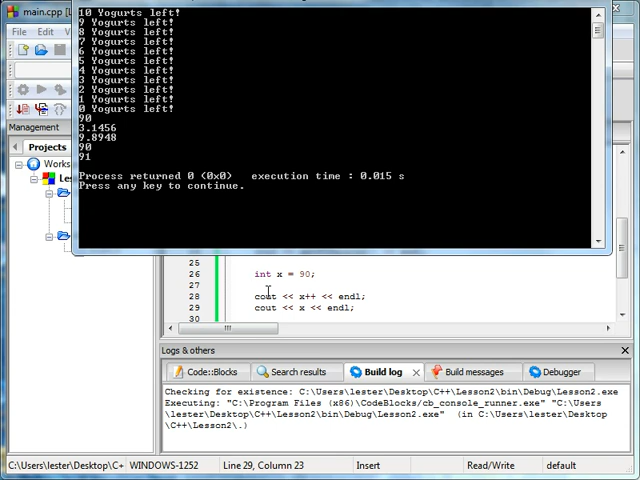 main.cpp [L
10 Yogurts left!
9 Yogurts left!
8 Yogurts left!
7 Yogurts left!
6 Yogurts left!
5 Yogurts left!
4 Yogurts left!
3 Yogurts left!
2 Yogurts left!
1 Yogurts left!
0 Yogurts left!
90
3.1456
9.8948
90
91
Process returned 0 (0x0)   execution time : 0.015 s
Press any key to continue.
File Edit V
Management
Projects
Works
Les
25
26 int x = 90;
27
28 cout << x++ << endl;
29 cout << x << endl;
30
Logs & others
Code::Blocks Search results Build log Build messages Debugger
Checking for existence: C:\Users\lester\Desktop\C++\Lesson2\bin\Debug\Lesson2.exe
Executing: "C:\Program Files (x86)\CodeBlocks/cb_console_runner.exe" "C:\Users
\lester\Desktop\C++\Lesson2\bin\Debug\Lesson2.exe"  (in C:\Users\lester\Desktop
\C++\Lesson2\.)
C:\Users\lester\Desktop\C+ WINDOWS-1252 Line 29, Column 23 Insert Read/Write default